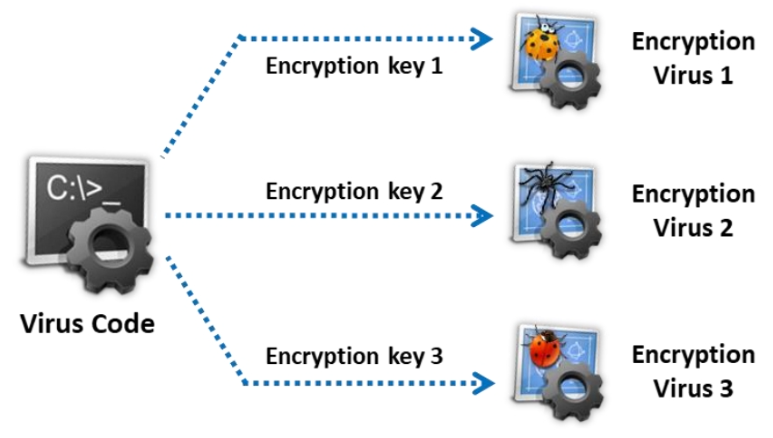 Encryption key 1
Encryption
Virus 1
C:\>_
Encryption key 2
Encryption
Virus 2
Virus Code
Encryption key 3
Encryption
Virus 3